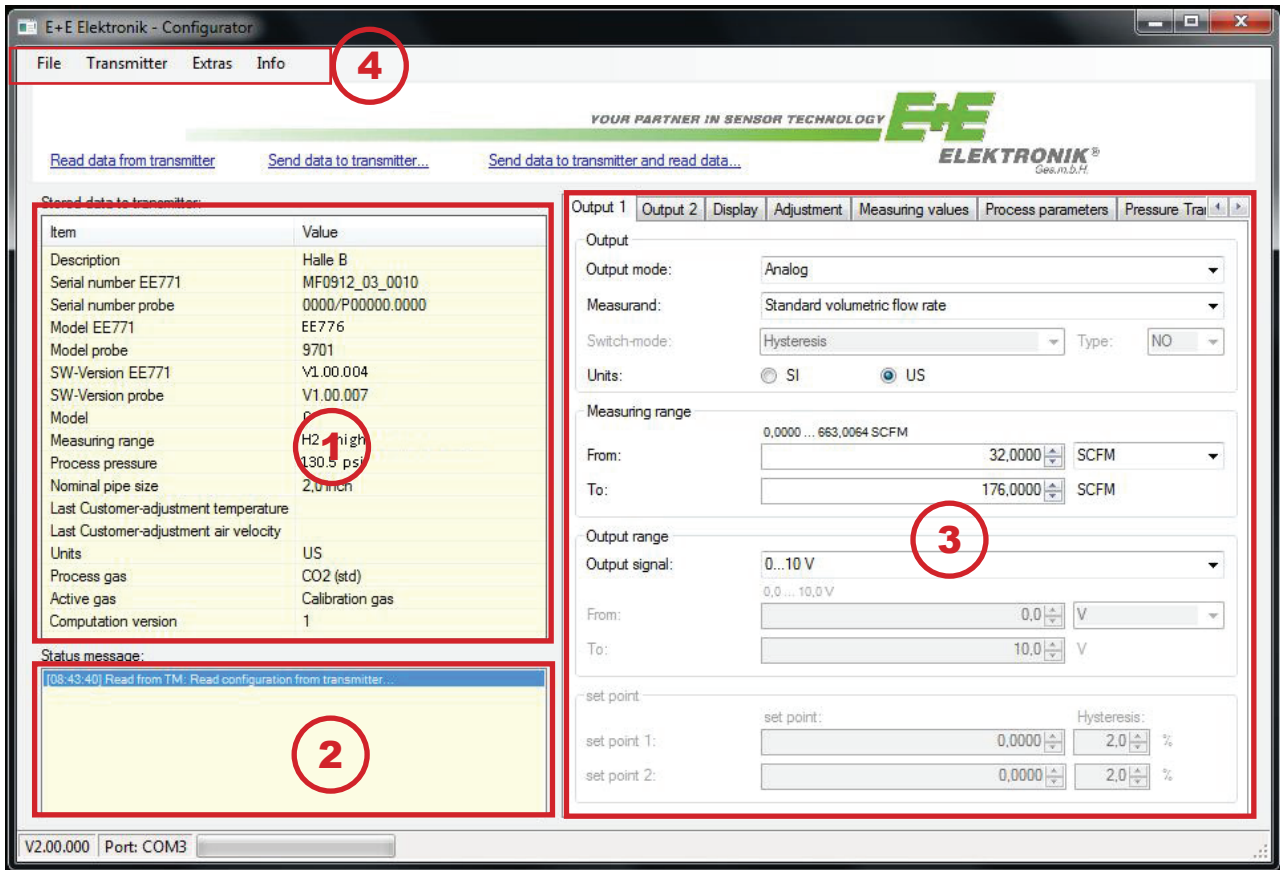 E+E Elektronik - Configurator
File Transmitter Extras Info
4
YOUR PARTNER IN SENSOR TECHNOLOGY
E+E
ELEKTRONIK®
Ges.m.b.H.
Read data from transmitter Send data to transmitter... Send data to transmitter and read data...
Stored data to transmitter:
Item Value
Description Halle B
Serial number EE771 MF0912_03_0010
Serial number probe 0000/P00000.0000
Model EE771 EE776
Model probe 9701
SW-Version EE771 V1.00.004
SW-Version probe V1.00.007
Model
Measuring range H2 high
Process pressure 130.5 psi
Nominal pipe size 2,0 inch
Last Customer-adjustment temperature
Last Customer-adjustment air velocity
Units US
Process gas CO2 (std)
Active gas Calibration gas
Computation version 1
1
Status message:
[08:43:40] Read from TM: Read configuration from transmitter...
2
Output 1 Output 2 Display Adjustment Measuring values Process parameters Pressure Tra
Output
Output mode: Analog
Measurand: Standard volumetric flow rate
Switch-mode: Hysteresis Type: NO
Units: SI US
Measuring range
0,0000 ... 663,0064 SCFM
From: 32,0000 SCFM
To: 176,0000 SCFM
3
Output range
Output signal: 0...10 V
0,0 ... 10,0 V
From: 0,0 V
To: 10,0 V
set point
set point: Hysteresis:
set point 1: 0,0000 2,0 %
set point 2: 0,0000 2,0 %
V2.00.000 Port: COM3